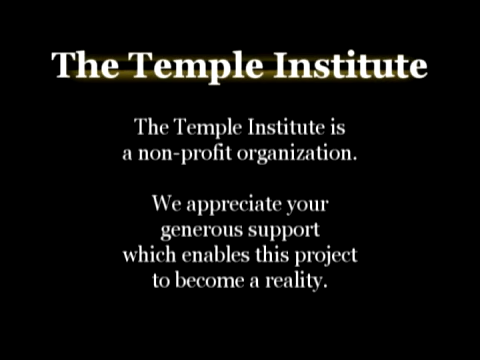 The Temple Institute
The Temple Institute is
a non-profit organization.
We appreciate your
generous support
which enables this project
to become a reality.